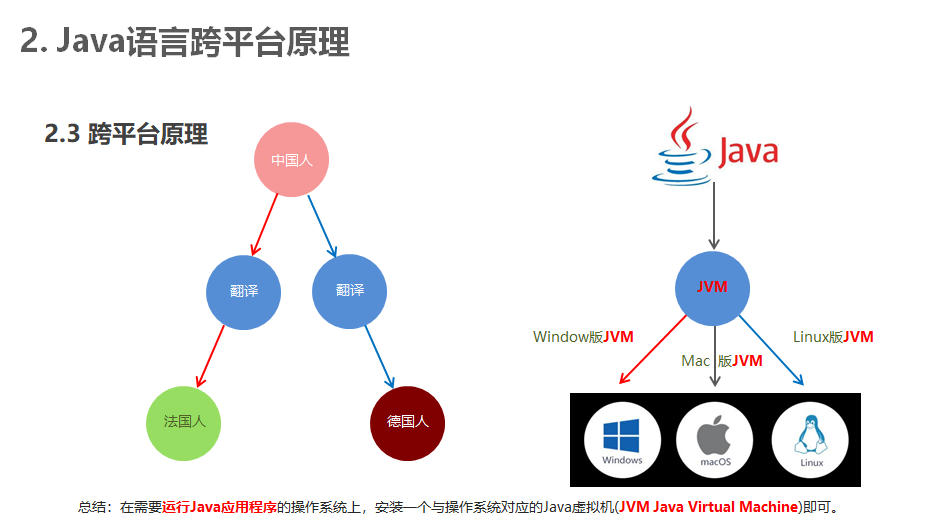 2. Java语言跨平台原理
2.3 跨平台原理
中国人
翻译
翻译
法国人
德国人
Java
JVM
Window版JVM
Mac 版JVM
Linux版JVM
Windows
macOS
Linux
总结：在需要运行Java应用程序的操作系统上，安装一个与操作系统对应的Java虚拟机(JVM Java Virtual Machine)即可。